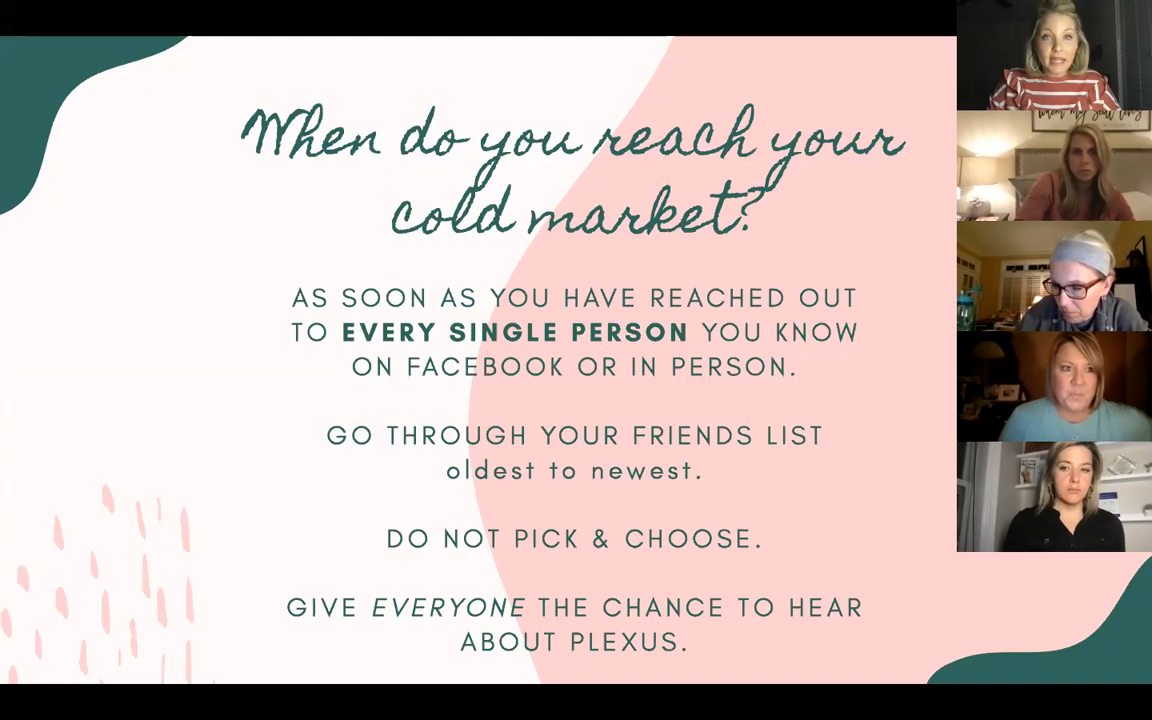 When do you reach your
cold market?
AS SOON AS YOU HAVE REACHED OUT
TO EVERY SINGLE PERSON YOU KNOW
ON FACEBOOK OR IN PERSON.
GO THROUGH YOUR FRIENDS LIST
oldest to newest.
DO NOT PICK & CHOOSE.
GIVE EVERYONE THE CHANCE TO HEAR
ABOUT PLEXUS.